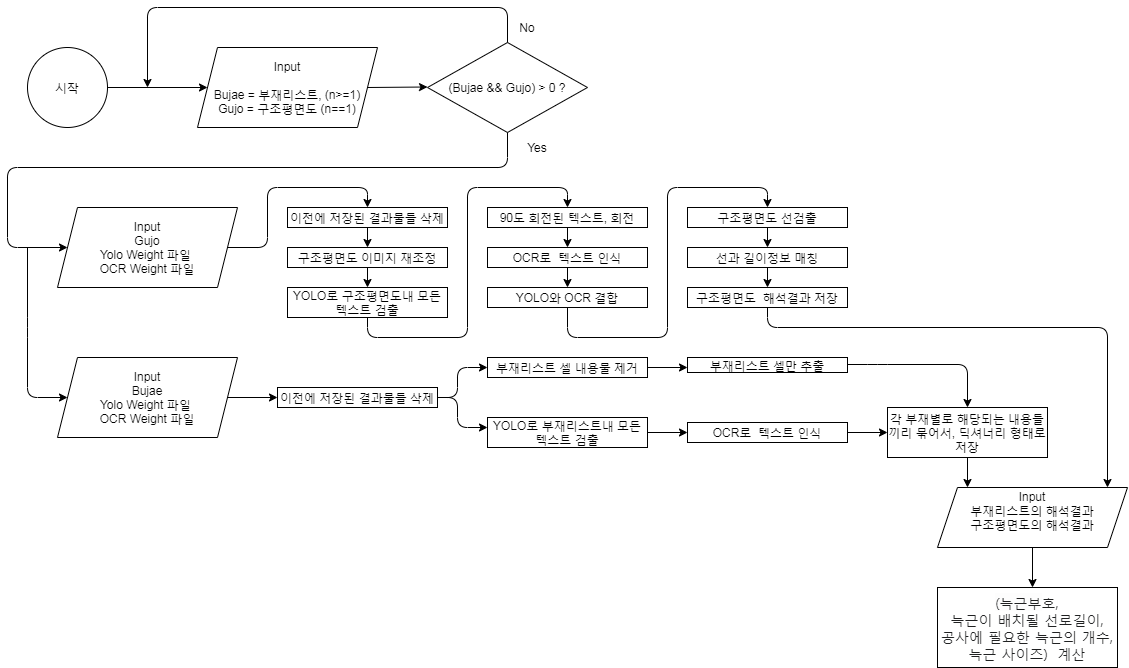 시작
Input
Bujae = 부재리스트, (n>=1)
Gujo = 구조평면도 (n==1)
(Bujae && Gujo) > 0 ?
No
Yes
Input
Gujo
Yolo Weight 파일
OCR Weight 파일
이전에 저장된 결과물들 삭제
구조평면도 이미지 재조정
YOLO로 구조평면도내 모든
텍스트 검출
90도 회전된 텍스트, 회전
OCR로 텍스트 인식
YOLO와 OCR 결합
구조평면도 선검출
선과 길이정보 매칭
구조평면도 해석결과 저장
Input
Bujae
Yolo Weight 파일
OCR Weight 파일
이전에 저장된 결과물들 삭제
부재리스트 셀 내용물 제거
부재리스트 셀만 추출
YOLO로 부재리스트내 모든
텍스트 검출
OCR로 텍스트 인식
각 부재별로 해당되는 내용들
끼리 묶어서, 딕셔너리 형태로
저장
Input
부재리스트의 해석결과
구조평면도의 해석결과
(늑근부호,
늑근이 배치될 선로길이,
공사에 필요한 늑근의 개수,
늑근 사이즈) 계산